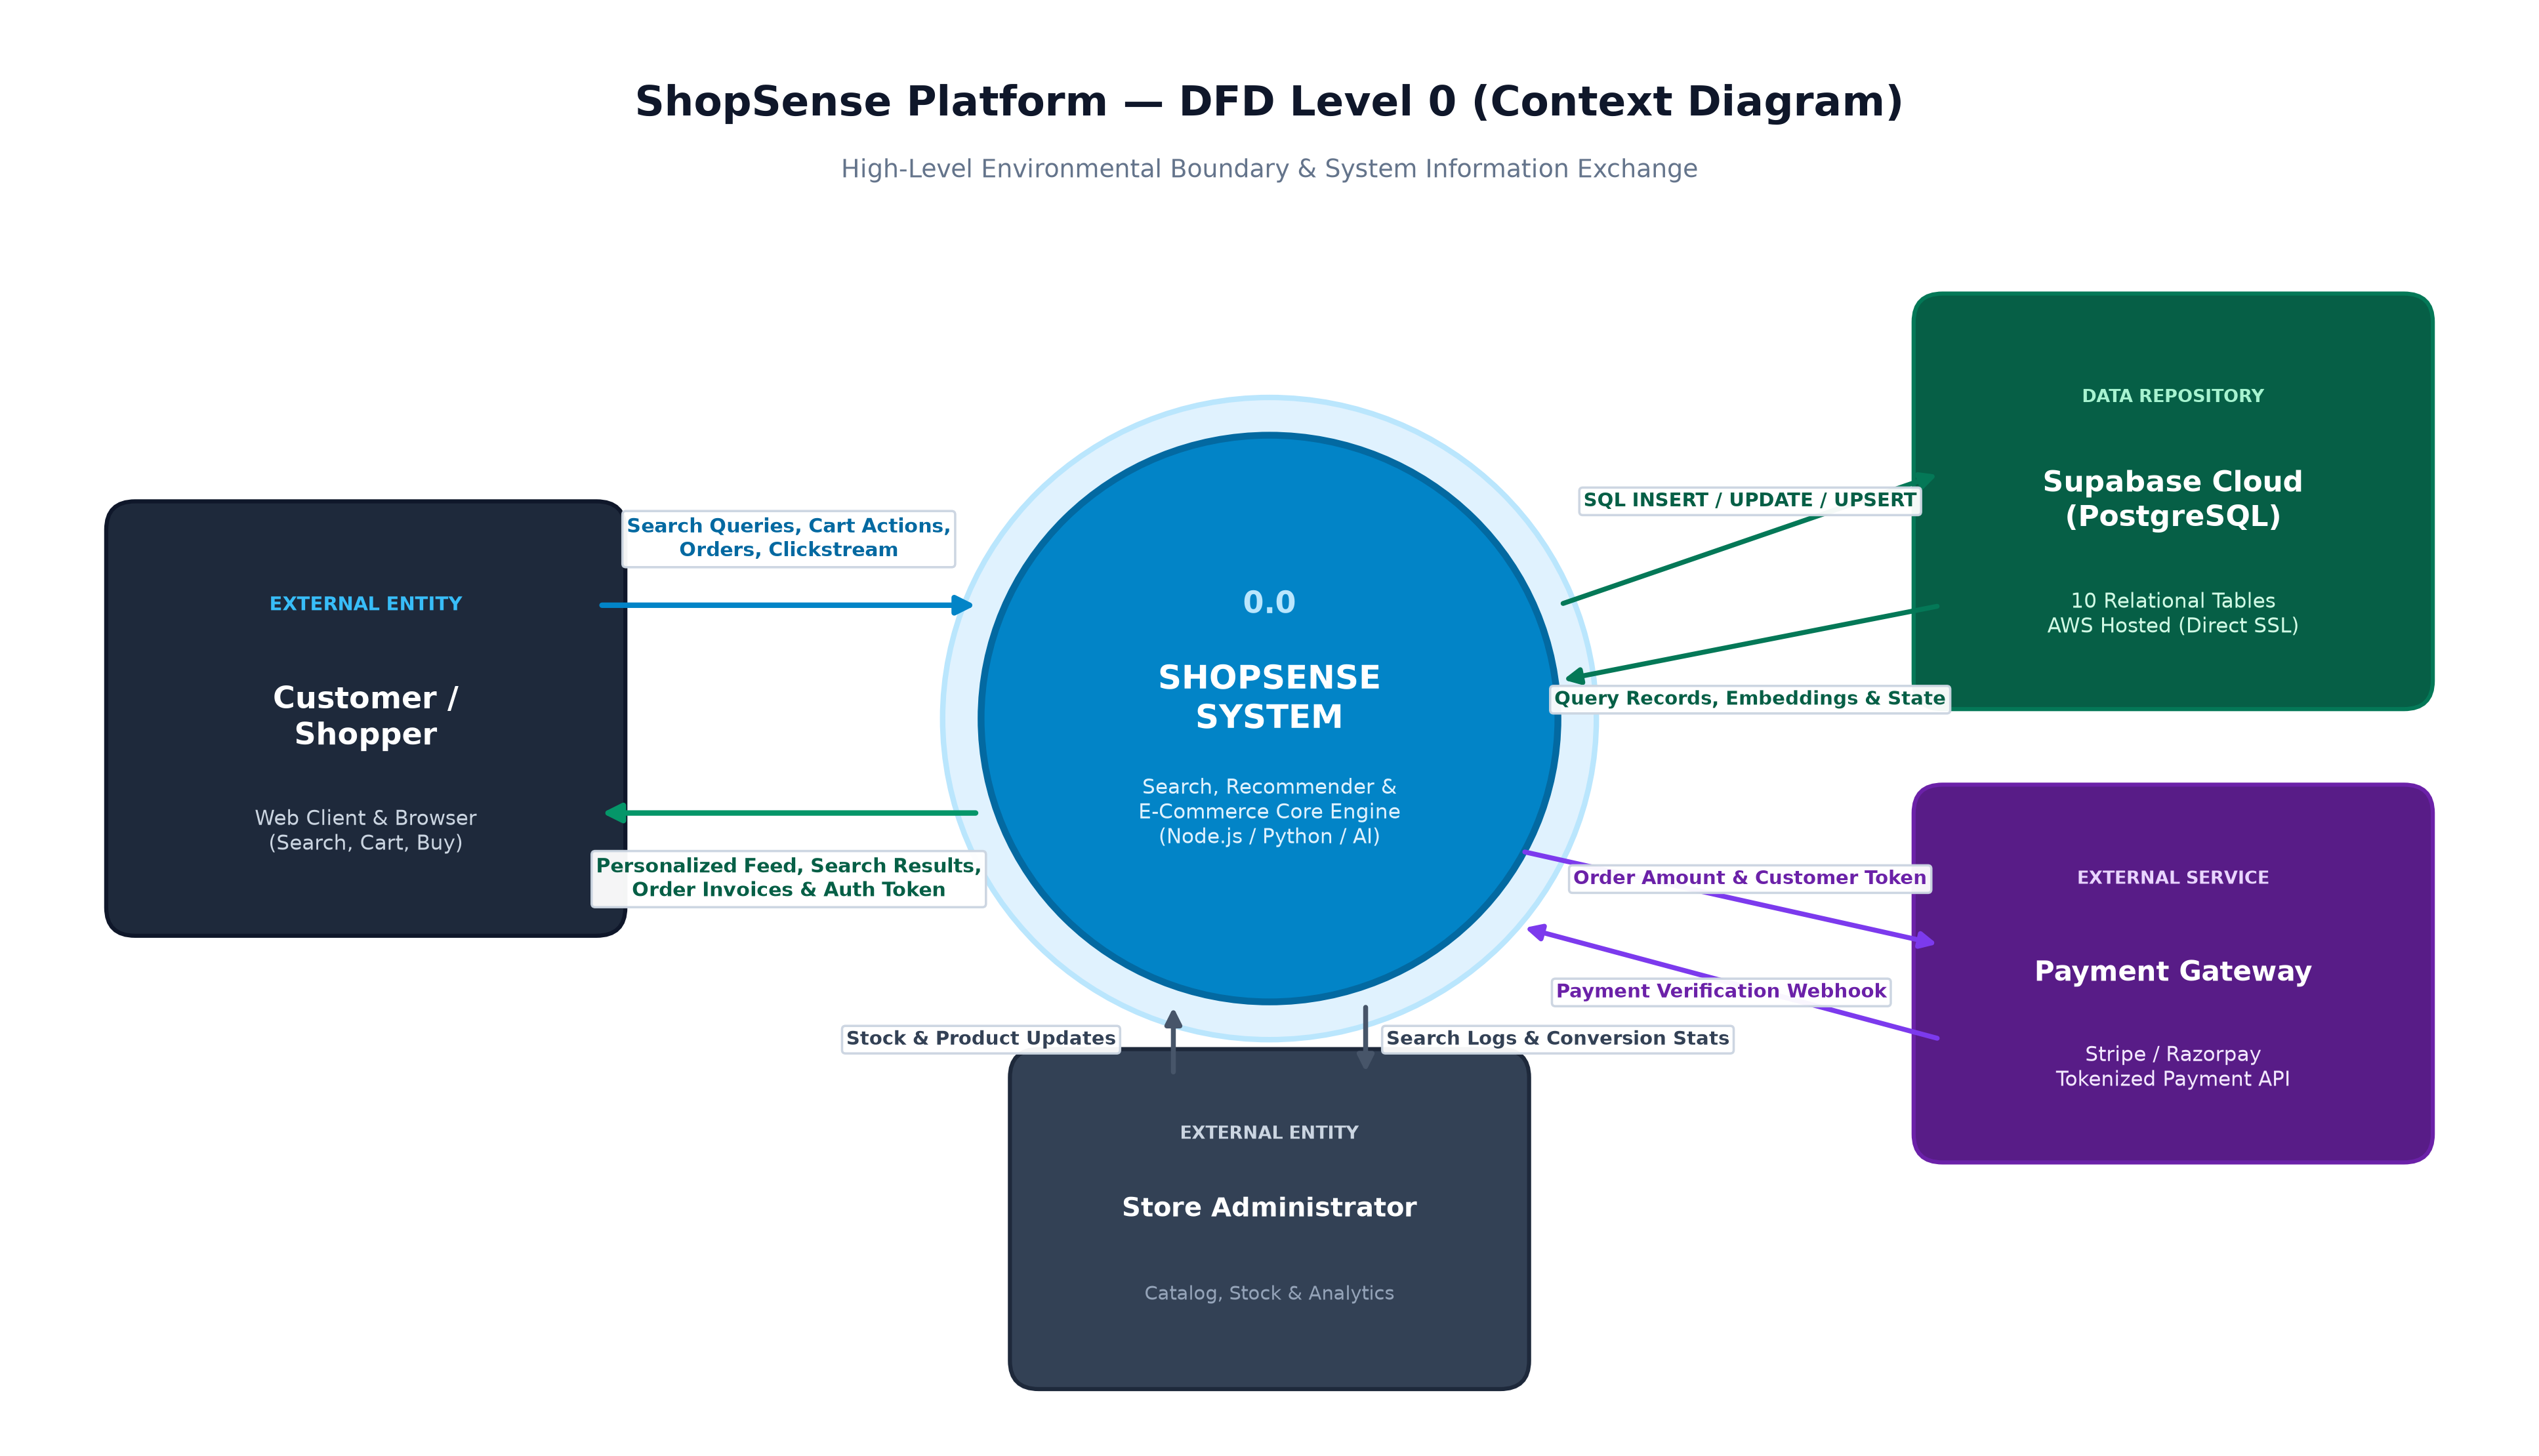 ShopSense Platform — DFD Level 0 (Context Diagram)
High-Level Environmental Boundary & System Information Exchange
EXTERNAL ENTITY
Customer /
Shopper
Web Client & Browser
(Search, Cart, Buy)
Search Queries, Cart Actions,
Orders, Clickstream
Personalized Feed, Search Results,
Order Invoices & Auth Token
0.0
SHOPSENSE
SYSTEM
Search, Recommender &
E-Commerce Core Engine
(Node.js / Python / AI)
SQL INSERT / UPDATE / UPSERT
Query Records, Embeddings & State
DATA REPOSITORY
Supabase Cloud
(PostgreSQL)
10 Relational Tables
AWS Hosted (Direct SSL)
Order Amount & Customer Token
Payment Verification Webhook
EXTERNAL SERVICE
Payment Gateway
Stripe / Razorpay
Tokenized Payment API
Stock & Product Updates
Search Logs & Conversion Stats
EXTERNAL ENTITY
Store Administrator
Catalog, Stock & Analytics